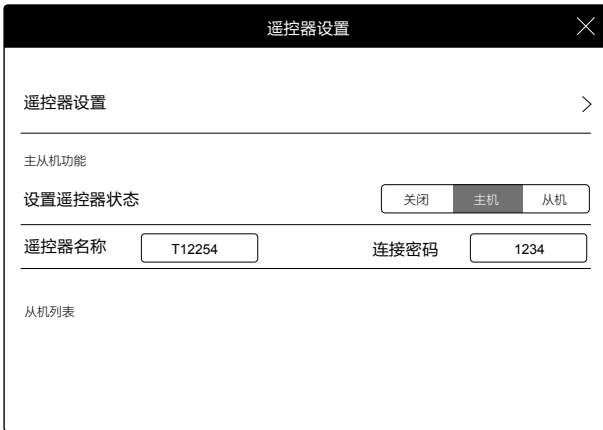 遥控器设置
遥控器设置
主从机功能
设置遥控器状态 关闭 主机 从机
遥控器名称 T12254 连接密码 1234
从机列表